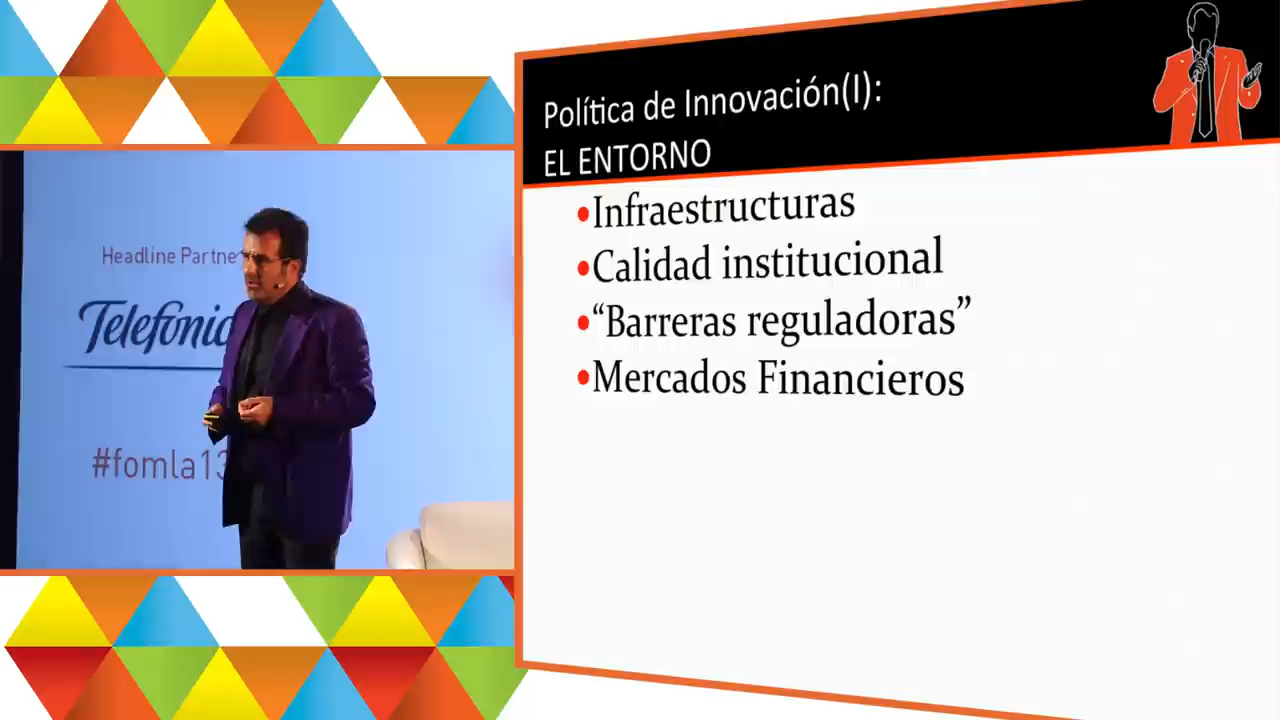 Política de Innovación(I):
EL ENTORNO
•Infraestructuras
•Calidad institucional
•“Barreras reguladoras”
•Mercados Financieros
Headline Partne
Telefónic
#fomla13